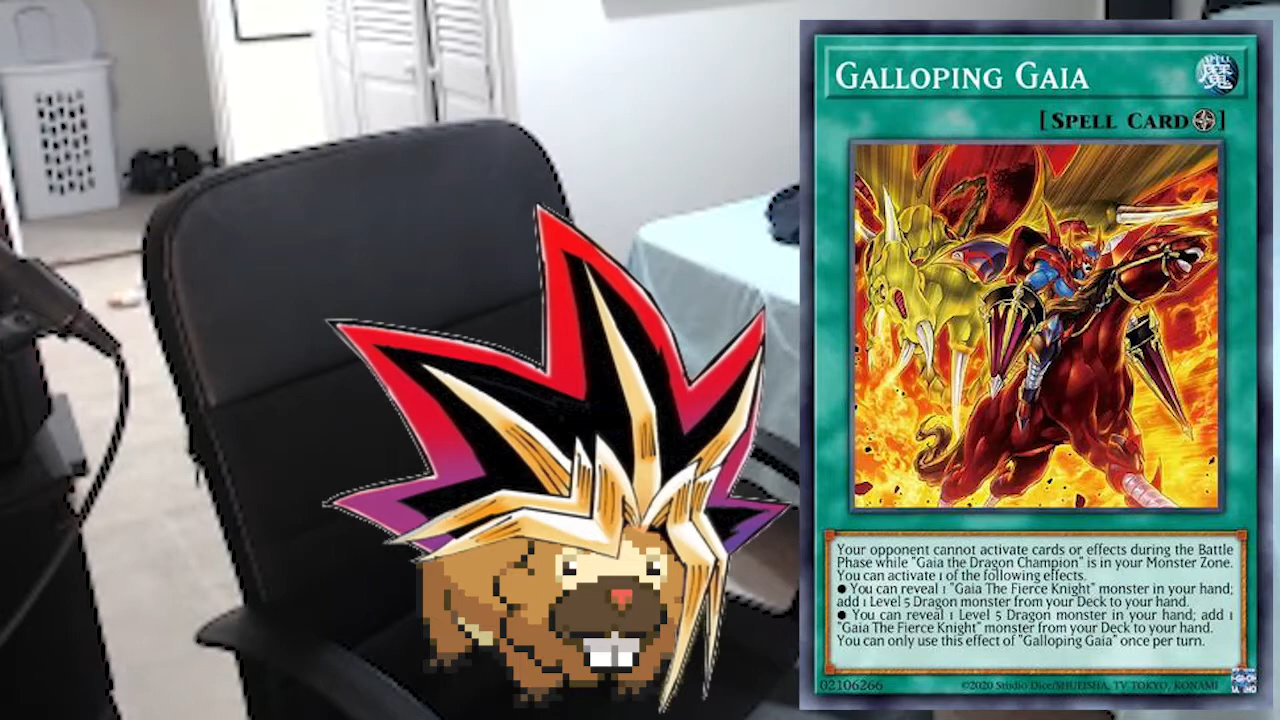 GALLOPING GAIA
魔
[SPELL CARD]
Your opponent cannot activate cards or effects during the Battle
Phase while "Gaia the Dragon Champion" is in your Monster Zone.
You can activate 1 of the following effects.
● You can reveal 1 "Gaia The Fierce Knight" monster in your hand;
add 1 Level 5 Dragon monster from your Deck to your hand.
● You can reveal 1 Level 5 Dragon monster in your hand; add 1
"Gaia The Fierce Knight" monster from your Deck to your hand.
You can only use this effect of "Galloping Gaia" once per turn.
02106266
©2020 Studio Dice/SHUEISHA, TV TOKYO, KONAMI